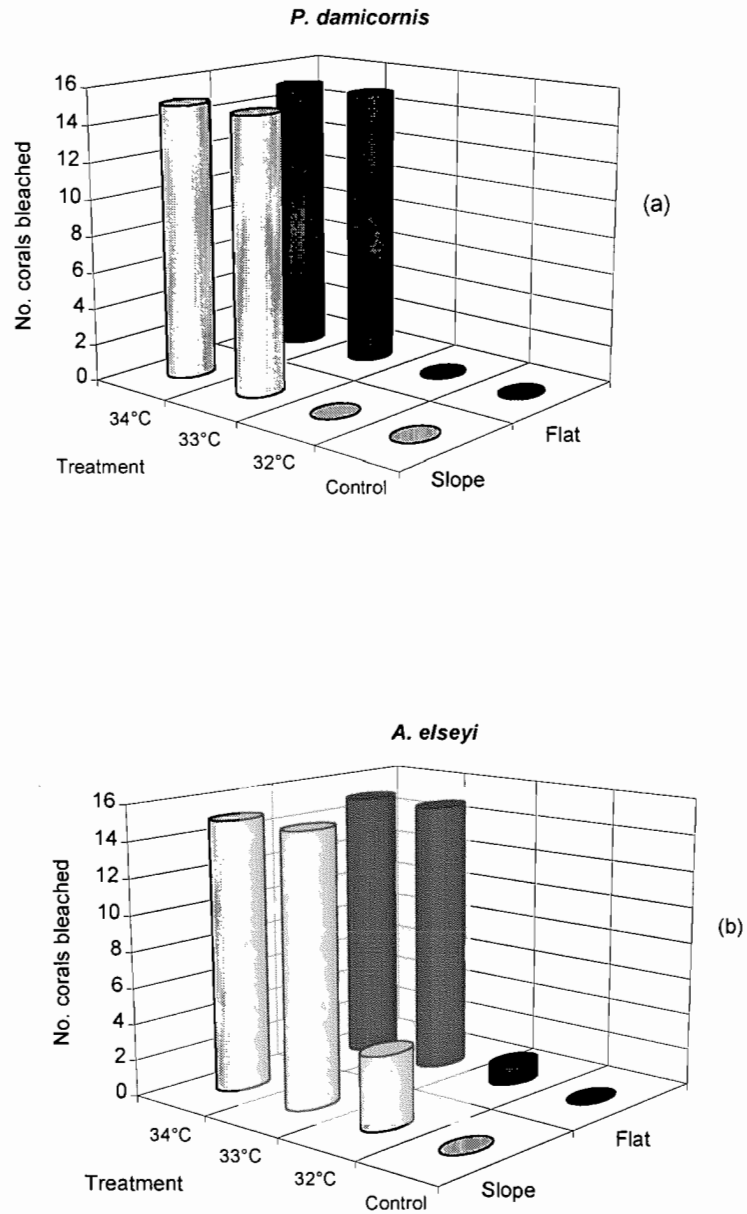 P. damicornis
16
14
12
10
8
6
4
2
0
No. corals bleached
(a)
34°C
33°C
32°C
Control
Treatment
Slope
Flat
A. elseyi
16
14
12
10
8
6
4
2
0
No. corals bleached
(b)
34°C
33°C
32°C
Control
Treatment
Slope
Flat